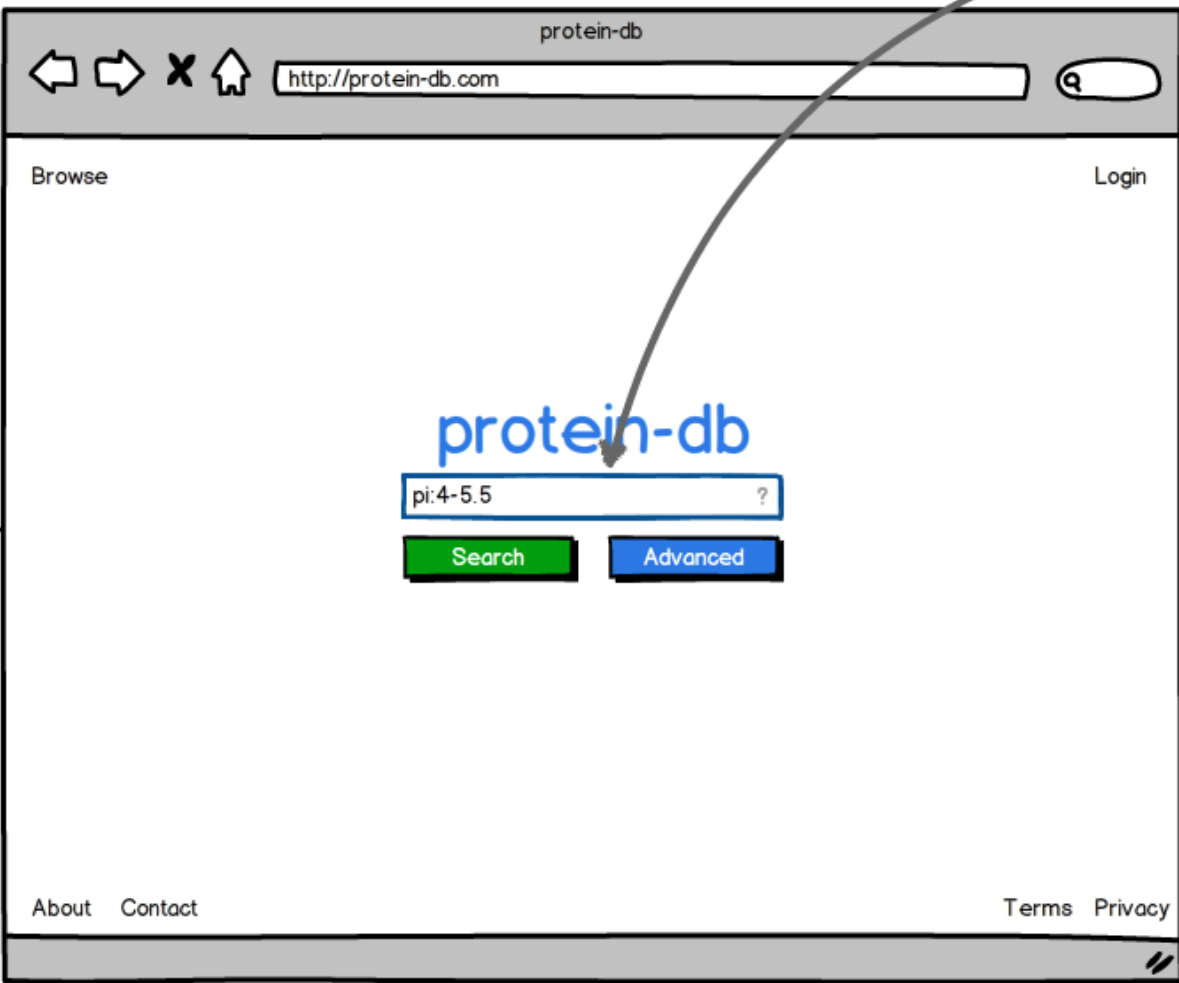 protein-db
http://protein-db.com
Browse
Login
protein-db
pi:4-5.5 ?
Search
Advanced
About
Contact
Terms
Privacy